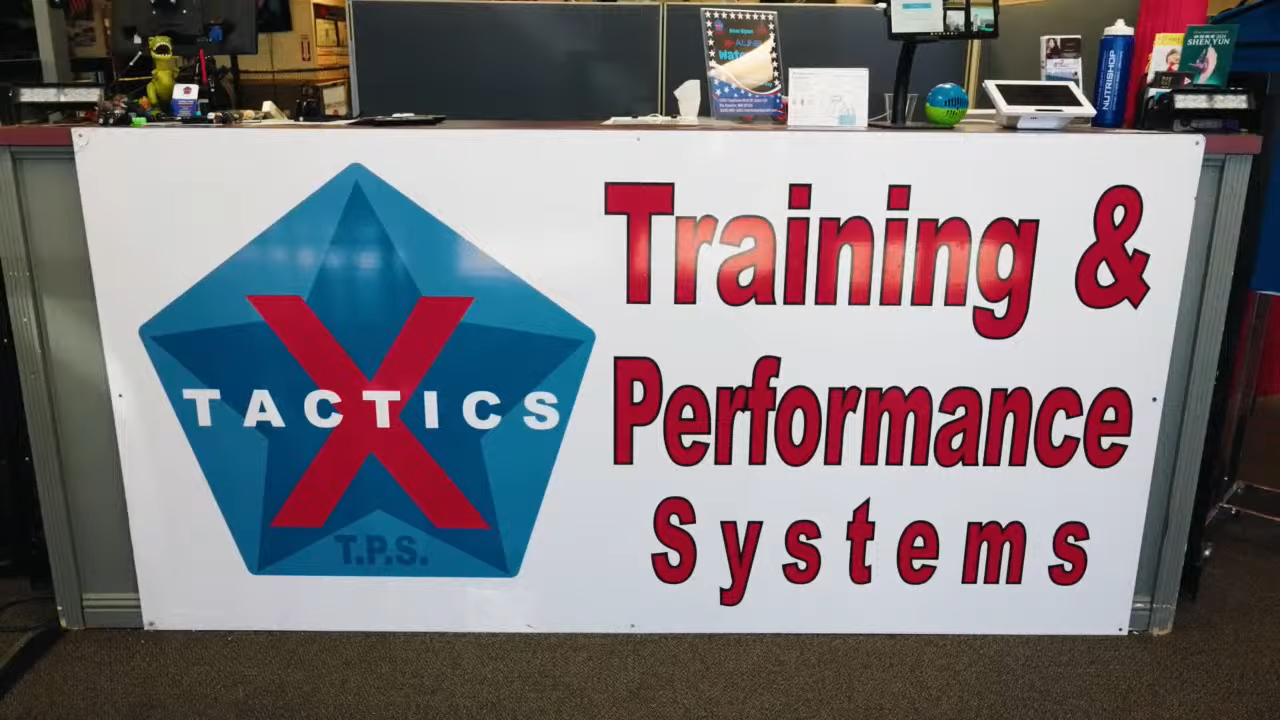 NUTRISHOP
SHEN YUN
X
TACTICS
T.P.S.
Training &
Performance
Systems